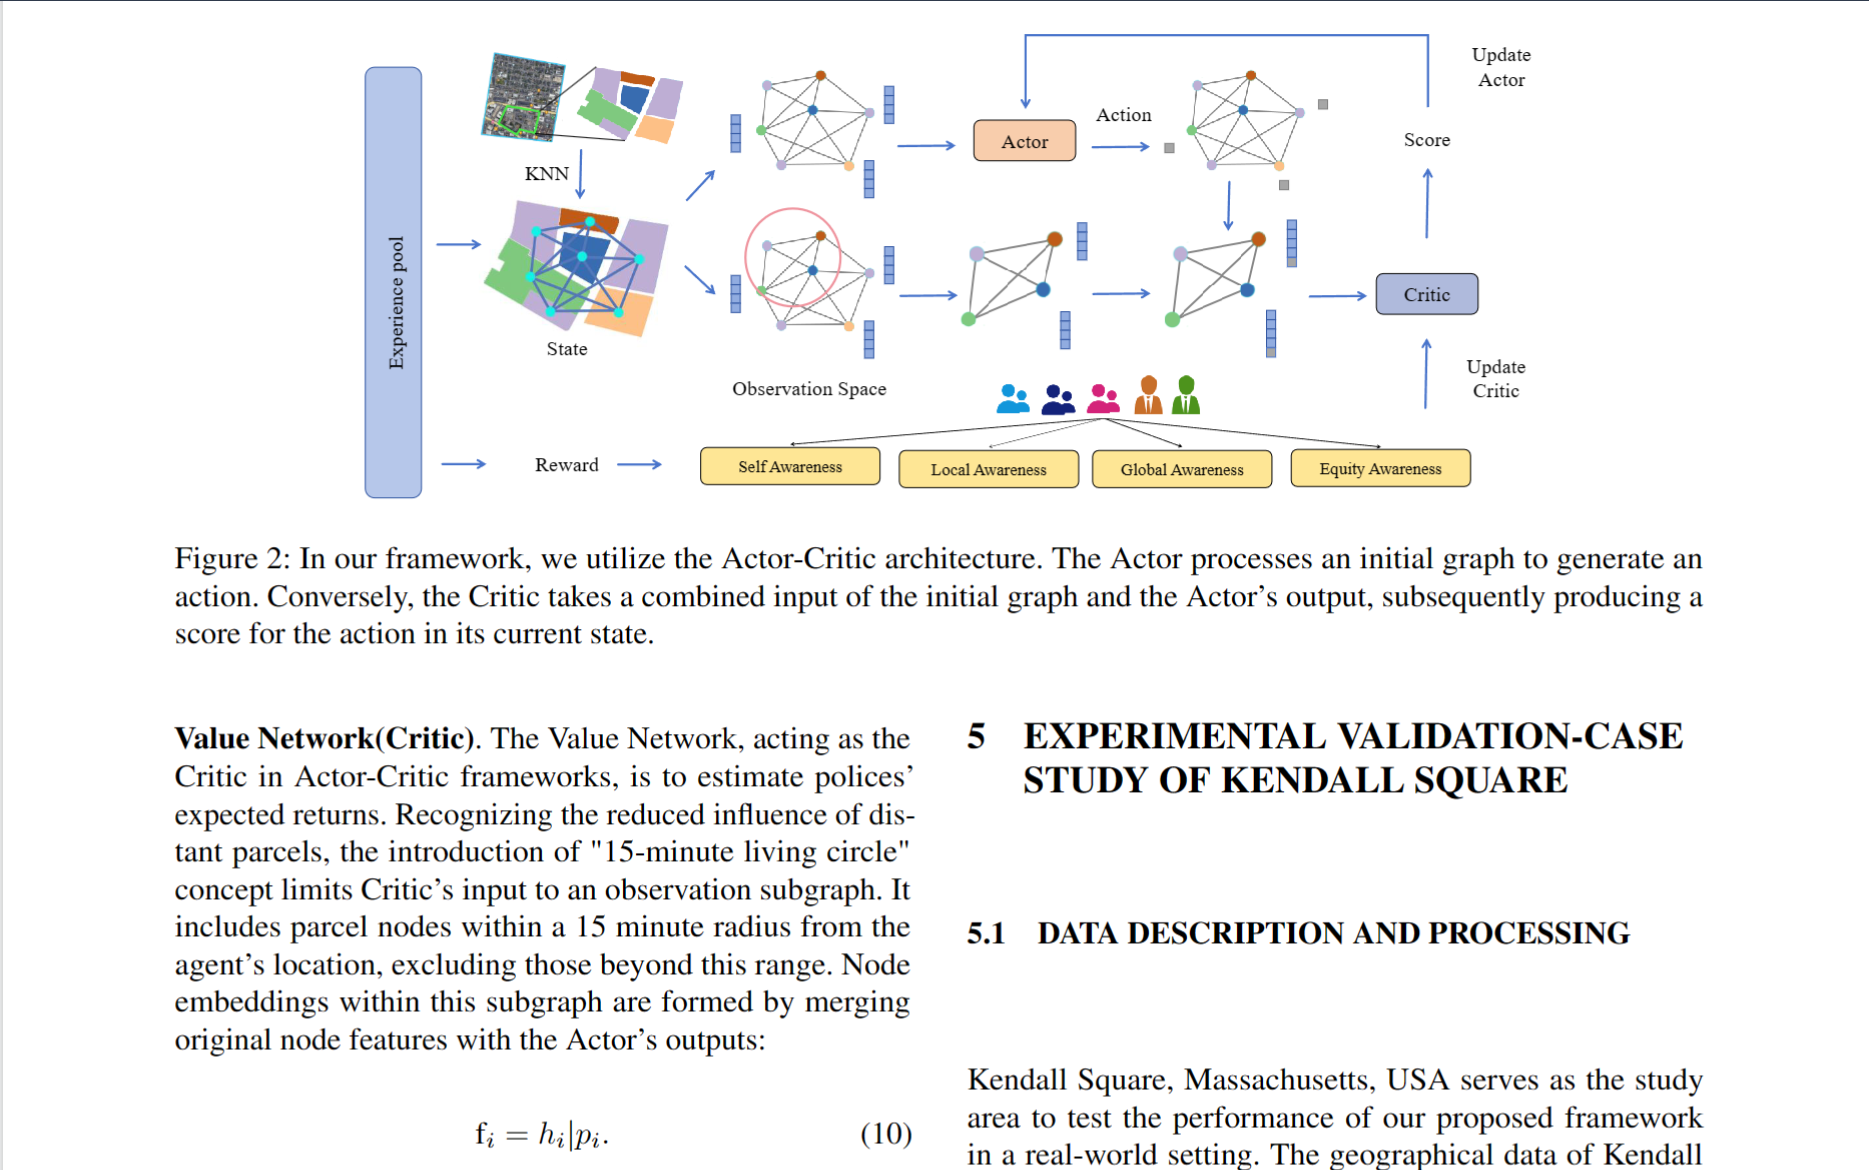 Experience pool
KNN
State
Observation Space
Actor
Action
Update
Actor
Score
Critic
Update
Critic
Reward
Self Awareness
Local Awareness
Global Awareness
Equity Awareness
Figure 2: In our framework, we utilize the Actor-Critic architecture. The Actor processes an initial graph to generate an
action. Conversely, the Critic takes a combined input of the initial graph and the Actor’s output, subsequently producing a
score for the action in its current state.
Value Network(Critic). The Value Network, acting as the
Critic in Actor-Critic frameworks, is to estimate polices’
expected returns. Recognizing the reduced influence of dis-
tant parcels, the introduction of "15-minute living circle"
concept limits Critic’s input to an observation subgraph. It
includes parcel nodes within a 15 minute radius from the
agent’s location, excluding those beyond this range. Node
embeddings within this subgraph are formed by merging
original node features with the Actor’s outputs:
f_i = h_i|p_i. (10)
5 EXPERIMENTAL VALIDATION-CASE
STUDY OF KENDALL SQUARE
5.1 DATA DESCRIPTION AND PROCESSING
Kendall Square, Massachusetts, USA serves as the study
area to test the performance of our proposed framework
in a real-world setting. The geographical data of Kendall